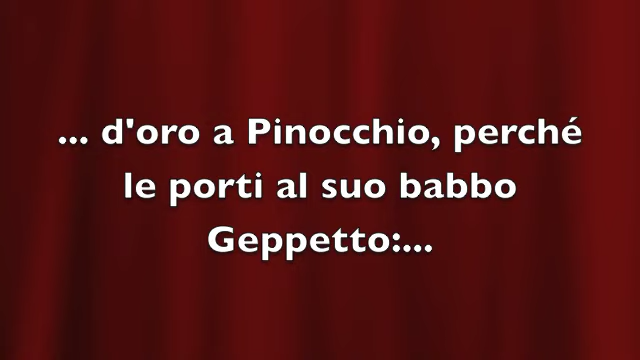 ... d'oro a Pinocchio, perché
le porti al suo babbo
Geppetto:...